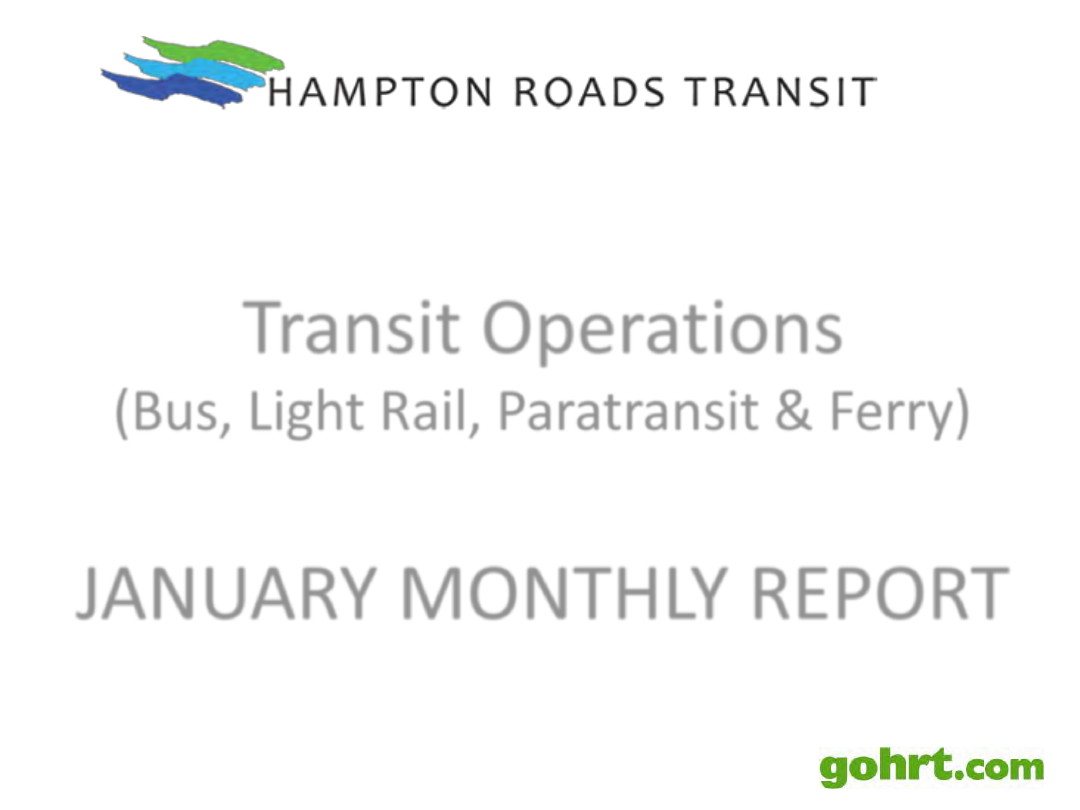 HAMPTON ROADS TRANSIT
Transit Operations
(Bus, Light Rail, Paratransit & Ferry)
JANUARY MONTHLY REPORT
gohrt.com